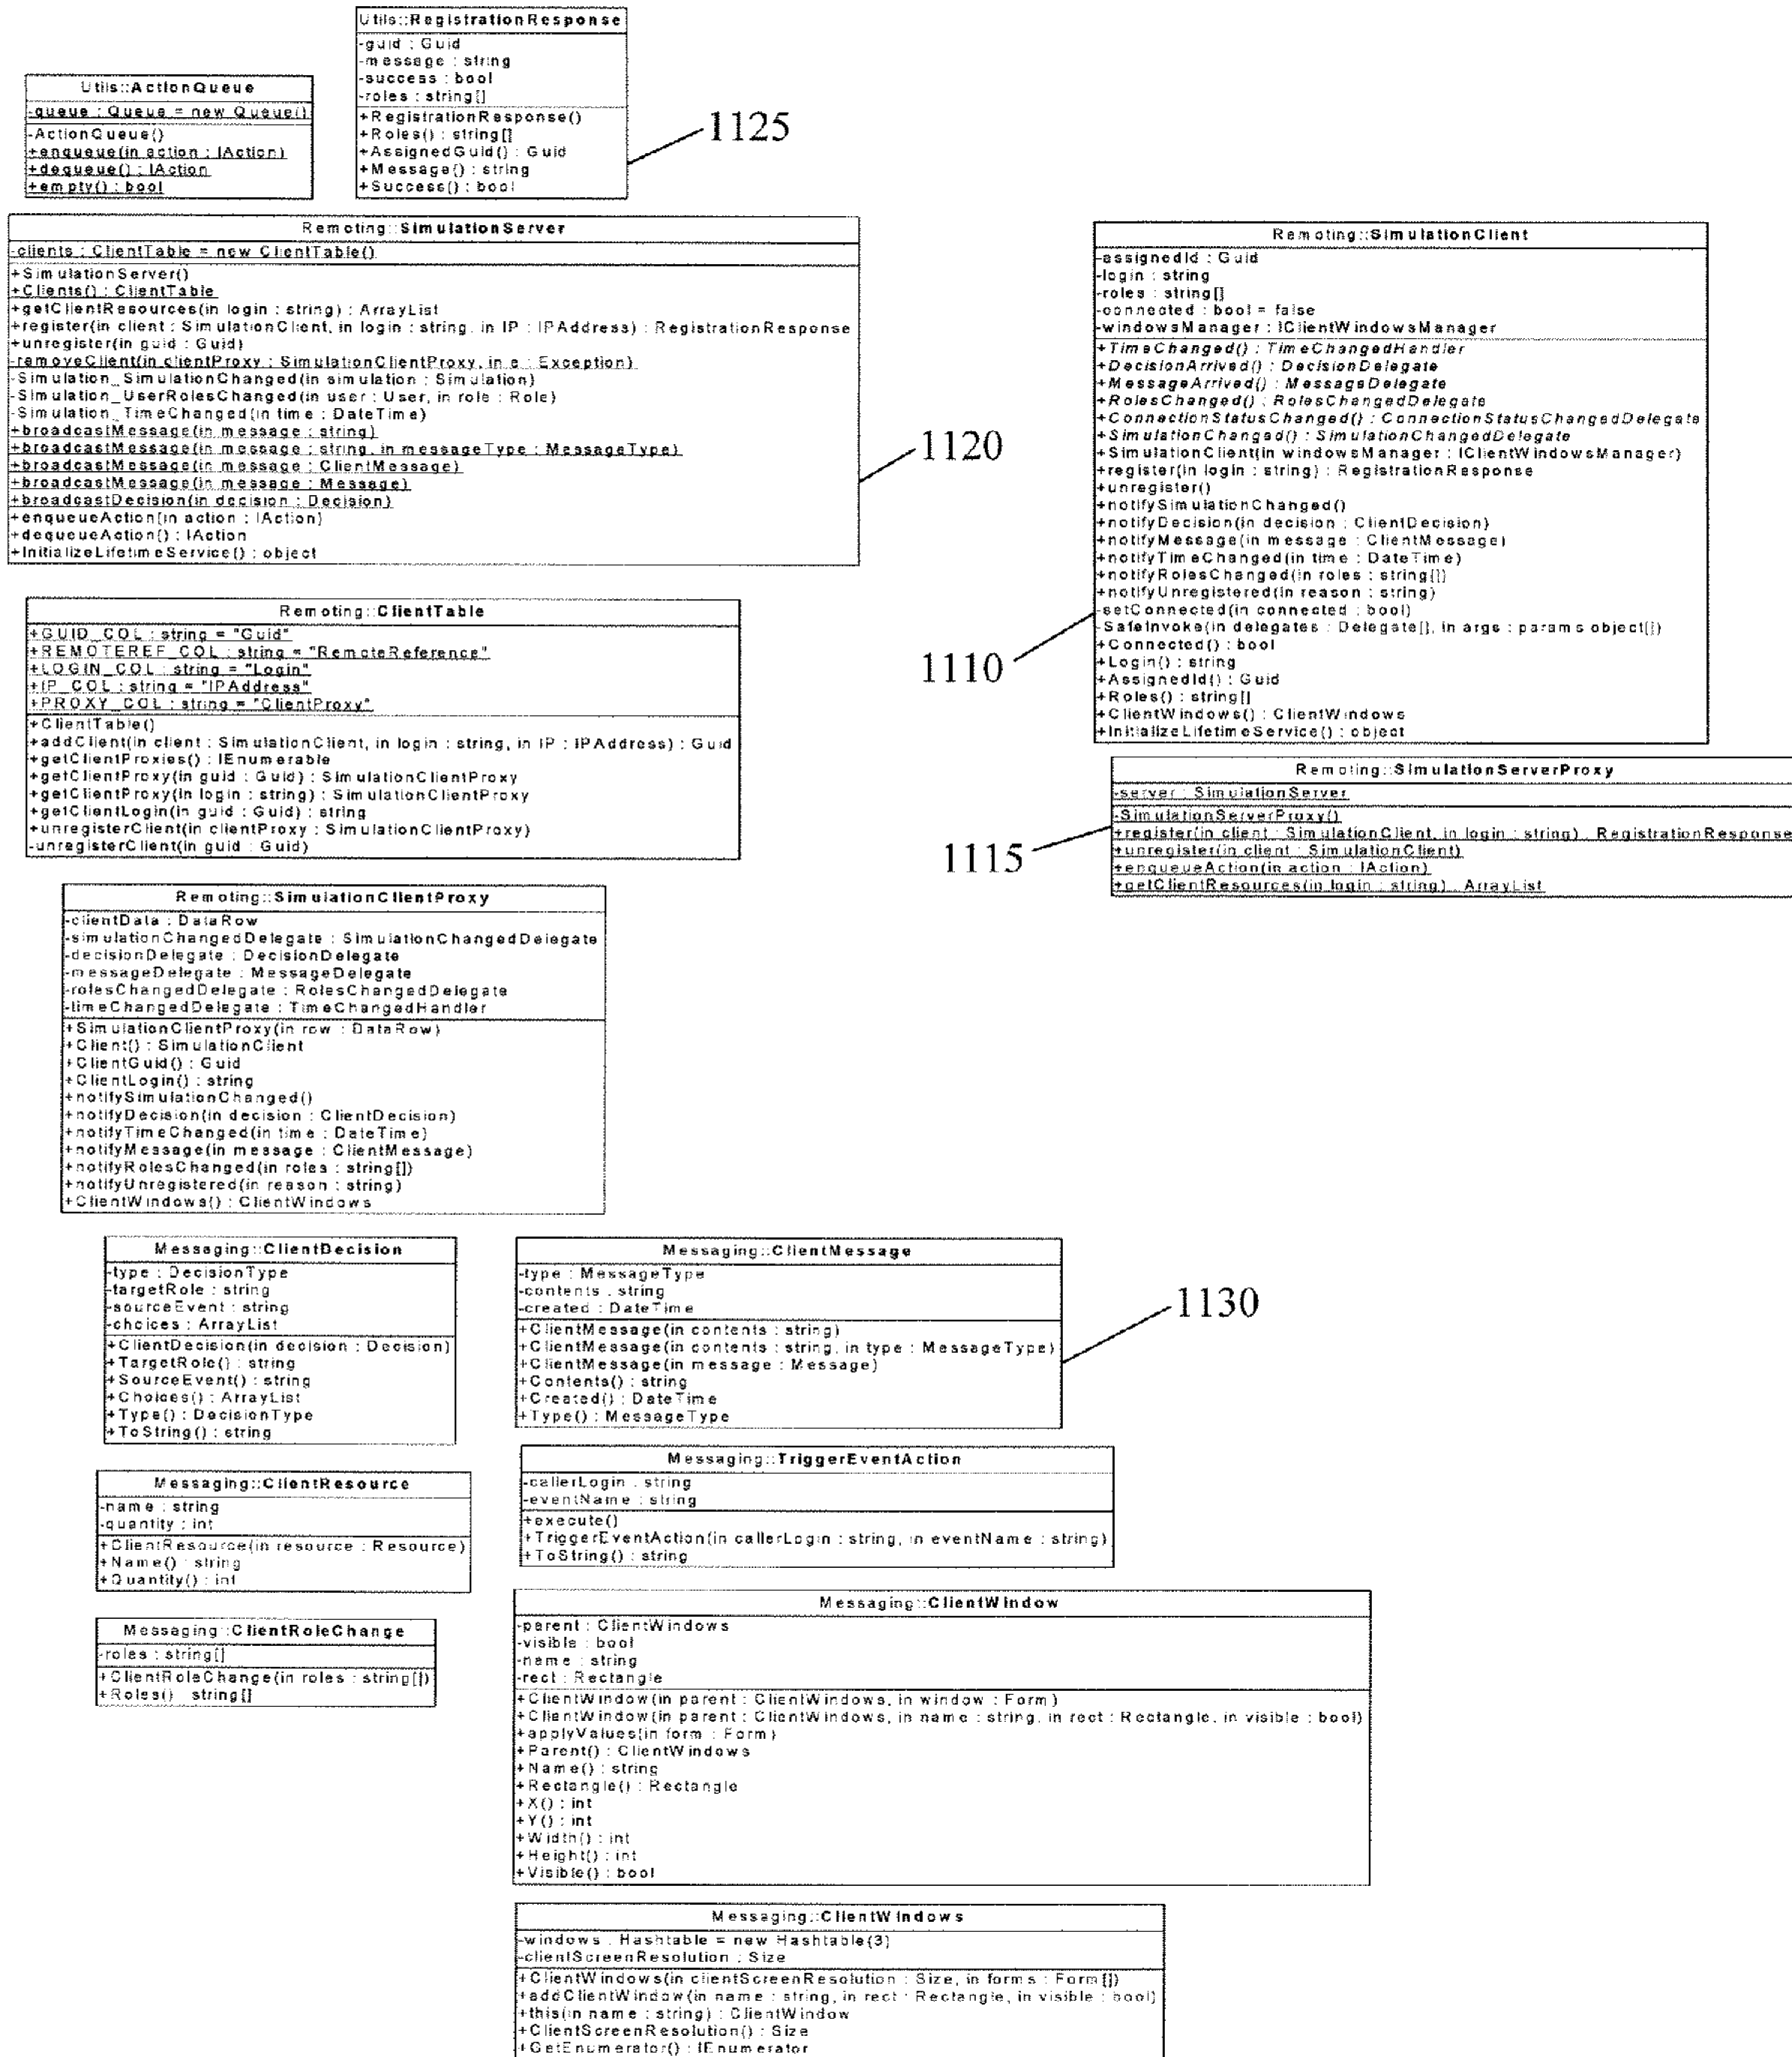 Utils::RegistrationResponse
-guid : Guid
-message : string
-success : bool
-roles : string[]
+RegistrationResponse()
+Roles() : string[]
+AssignedGuid() : Guid
+Message() : string
+Success() : bool
1125
Utils::ActionQueue
-queue : Queue = new Queue()
-ActionQueue()
+enqueue(in action : IAction)
+dequeue() : IAction
+empty() : bool
Remoting::SimulationServer
-clients : ClientTable = new ClientTable()
+SimulationServer()
+Clients() : ClientTable
+getClientResources(in login : string) : ArrayList
+register(in client : SimulationClient, in login : string, in IP : IPAddress) : RegistrationResponse
+unregister(in guid : Guid)
-removeClient(in clientProxy : SimulationClientProxy, in e : Exception)
-Simulation_SimulationChanged(in simulation : Simulation)
-Simulation_UserRolesChanged(in user : User, in role : Role)
-Simulation_TimeChanged(in time : DateTime)
+broadcastMessage(in message : string)
+broadcastMessage(in message : string, in messageType : MessageType)
+broadcastMessage(in message : ClientMessage)
+broadcastMessage(in message : Message)
+broadcastDecision(in decision : Decision)
+enqueueAction(in action : IAction)
+dequeueAction() : IAction
+InitializeLifetimeService() : object
1120
Remoting::SimulationClient
-assignedId : Guid
-login : string
-roles : string[]
-connected : bool = false
-windowsManager : IClientWindowsManager
+TimeChanged() : TimeChangedHandler
+DecisionArrived() : DecisionDelegate
+MessageArrived() : MessageDelegate
+RolesChanged() : RolesChangedDelegate
+ConnectionStatusChanged() : ConnectionStatusChangedDelegate
+SimulationChanged() : SimulationChangedDelegate
+SimulationClient(in windowsManager : IClientWindowsManager)
+register(in login : string) : RegistrationResponse
+unregister()
+notifySimulationChanged()
+notifyDecision(in decision : ClientDecision)
+notifyMessage(in message : ClientMessage)
+notifyTimeChanged(in time : DateTime)
+notifyRolesChanged(in roles : string[])
+notifyUnregistered(in reason : string)
-setConnected(in connected : bool)
-SafeInvoke(in delegates : Delegate[], in args : params object[])
+Connected() : bool
+Login() : string
+AssignedId() : Guid
+Roles() : string[]
+ClientWindows() : ClientWindows
+InitializeLifetimeService() : object
1110
Remoting::ClientTable
+GUID_COL : string = "Guid"
+REMOTEREF_COL : string = "RemoteReference"
+LOGIN_COL : string = "Login"
+IP_COL : string = "IPAddress"
+PROXY_COL : string = "ClientProxy"
+ClientTable()
+addClient(in client : SimulationClient, in login : string, in IP : IPAddress) : Guid
+getClientProxies() : IEnumerable
+getClientProxy(in guid : Guid) : SimulationClientProxy
+getClientProxy(in login : string) : SimulationClientProxy
+getClientLogin(in guid : Guid) : string
+unregisterClient(in clientProxy : SimulationClientProxy)
-unregisterClient(in guid : Guid)
Remoting::SimulationServerProxy
-server : SimulationServer
-SimulationServerProxy()
+register(in client : SimulationClient, in login : string) : RegistrationResponse
+unregister(in client : SimulationClient)
+enqueueAction(in action : IAction)
+getClientResources(in login : string) : ArrayList
1115
Remoting::SimulationClientProxy
-clientData : DataRow
-simulationChangedDelegate : SimulationChangedDelegate
-decisionDelegate : DecisionDelegate
-messageDelegate : MessageDelegate
-rolesChangedDelegate : RolesChangedDelegate
-timeChangedDelegate : TimeChangedHandler
+SimulationClientProxy(in row : DataRow)
+Client() : SimulationClient
+ClientGuid() : Guid
+ClientLogin() : string
+notifySimulationChanged()
+notifyDecision(in decision : ClientDecision)
+notifyTimeChanged(in time : DateTime)
+notifyMessage(in message : ClientMessage)
+notifyRolesChanged(in roles : string[])
+notifyUnregistered(in reason : string)
+ClientWindows() : ClientWindows
Messaging::ClientDecision
-type : DecisionType
-targetRole : string
-sourceEvent : string
-choices : ArrayList
+ClientDecision(in decision : Decision)
+TargetRole() : string
+SourceEvent() : string
+Choices() : ArrayList
+Type() : DecisionType
+ToString() : string
Messaging::ClientMessage
-type : MessageType
-contents : string
-created : DateTime
+ClientMessage(in contents : string)
+ClientMessage(in contents : string, in type : MessageType)
+ClientMessage(in message : Message)
+Contents() : string
+Created() : DateTime
+Type() : MessageType
1130
Messaging::TriggerEventAction
-callerLogin : string
-eventName : string
+execute()
+TriggerEventAction(in callerLogin : string, in eventName : string)
+ToString() : string
Messaging::ClientResource
-name : string
-quantity : int
+ClientResource(in resource : Resource)
+Name() : string
+Quantity() : int
Messaging::ClientRoleChange
-roles : string[]
+ClientRoleChange(in roles : string[])
+Roles() : string[]
Messaging::ClientWindow
-parent : ClientWindows
-visible : bool
-name : string
-rect : Rectangle
+ClientWindow(in parent : ClientWindows, in window : Form)
+ClientWindow(in parent : ClientWindows, in name : string, in rect : Rectangle, in visible : bool)
+applyValues(in form : Form)
+Parent() : ClientWindows
+Name() : string
+Rectangle() : Rectangle
+X() : int
+Y() : int
+Width() : int
+Height() : int
+Visible() : bool
Messaging::ClientWindows
-windows : Hashtable = new Hashtable(3)
-clientScreenResolution : Size
+ClientWindows(in clientScreenResolution : Size, in forms : Form[])
+addClientWindow(in name : string, in rect : Rectangle, in visible : bool)
+this(in name : string) : ClientWindow
+ClientScreenResolution() : Size
+GetEnumerator() : IEnumerator